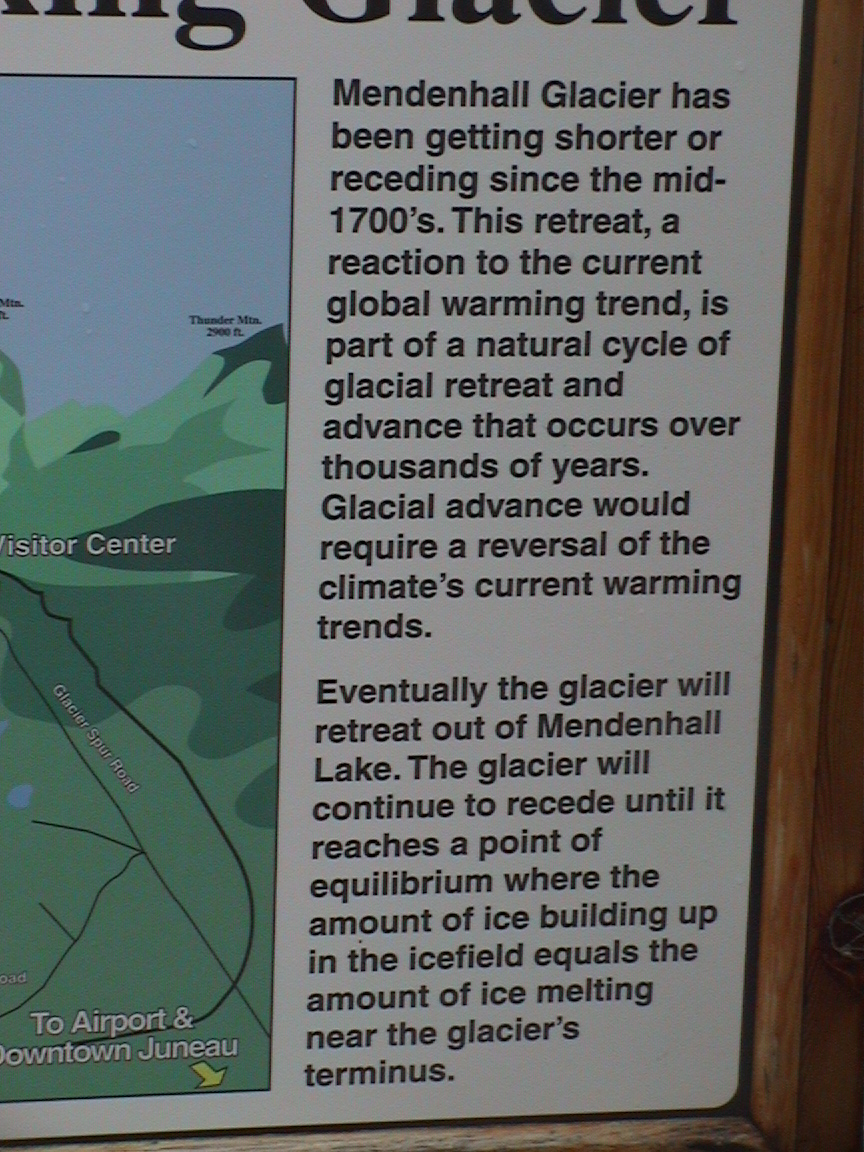 Glacier
Mtn.
ft.
Thunder Mtn.
2900 ft.
Visitor Center
Glacier Spur Road
To Airport &
Downtown Juneau
Mendenhall Glacier has
been getting shorter or
receding since the mid-
1700's. This retreat, a
reaction to the current
global warming trend, is
part of a natural cycle of
glacial retreat and
advance that occurs over
thousands of years.
Glacial advance would
require a reversal of the
climate's current warming
trends.
Eventually the glacier will
retreat out of Mendenhall
Lake. The glacier will
continue to recede until it
reaches a point of
equilibrium where the
amount of ice building up
in the icefield equals the
amount of ice melting
near the glacier's
terminus.